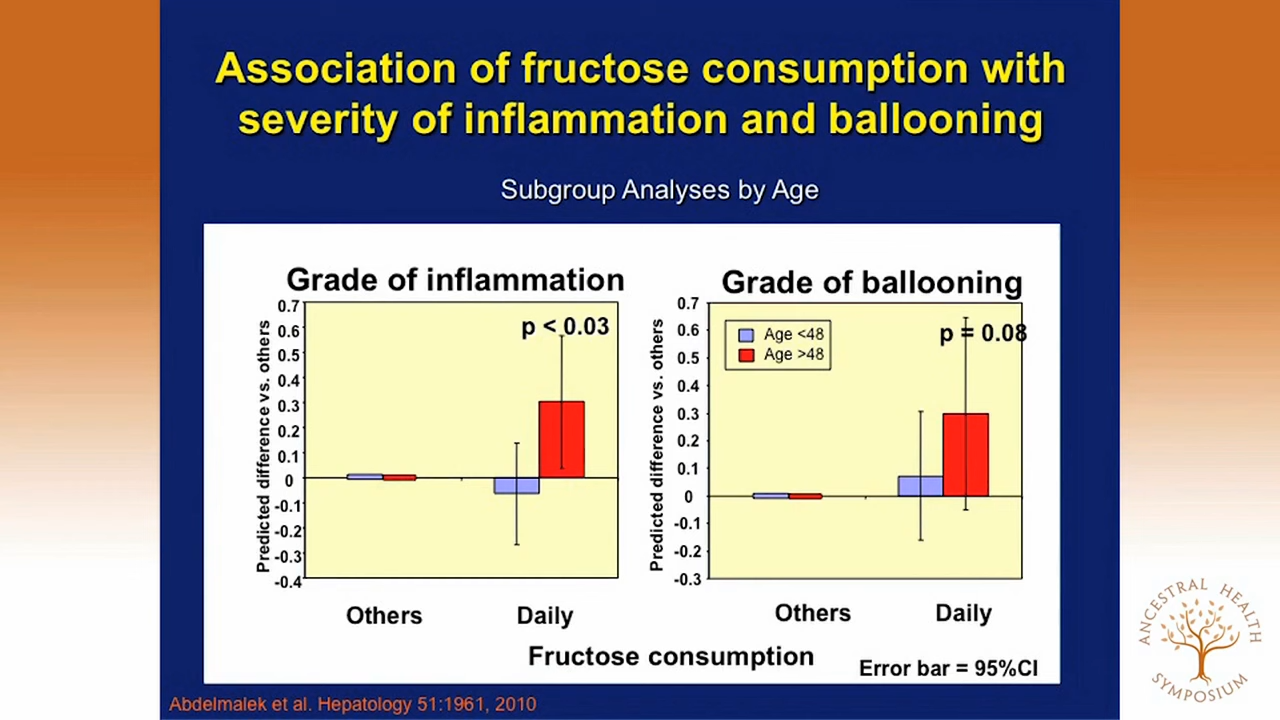 Association of fructose consumption with
severity of inflammation and ballooning
Subgroup Analyses by Age
Grade of inflammation
Predicted difference vs. others
0.7
0.6
0.5
0.4
0.3
0.2
0.1
0
-0.1
-0.2
-0.3
-0.4
p < 0.03
Others
Daily
Grade of ballooning
Predicted difference vs. others
0.7
0.6
0.5
0.4
0.3
0.2
0.1
0
-0.1
-0.2
-0.3
Age <48
Age >48
p = 0.08
Others
Daily
Fructose consumption
Error bar = 95%CI
Abdelmalek et al. Hepatology 51:1961, 2010
ANCESTRAL HEALTH
SYMPOSIUM